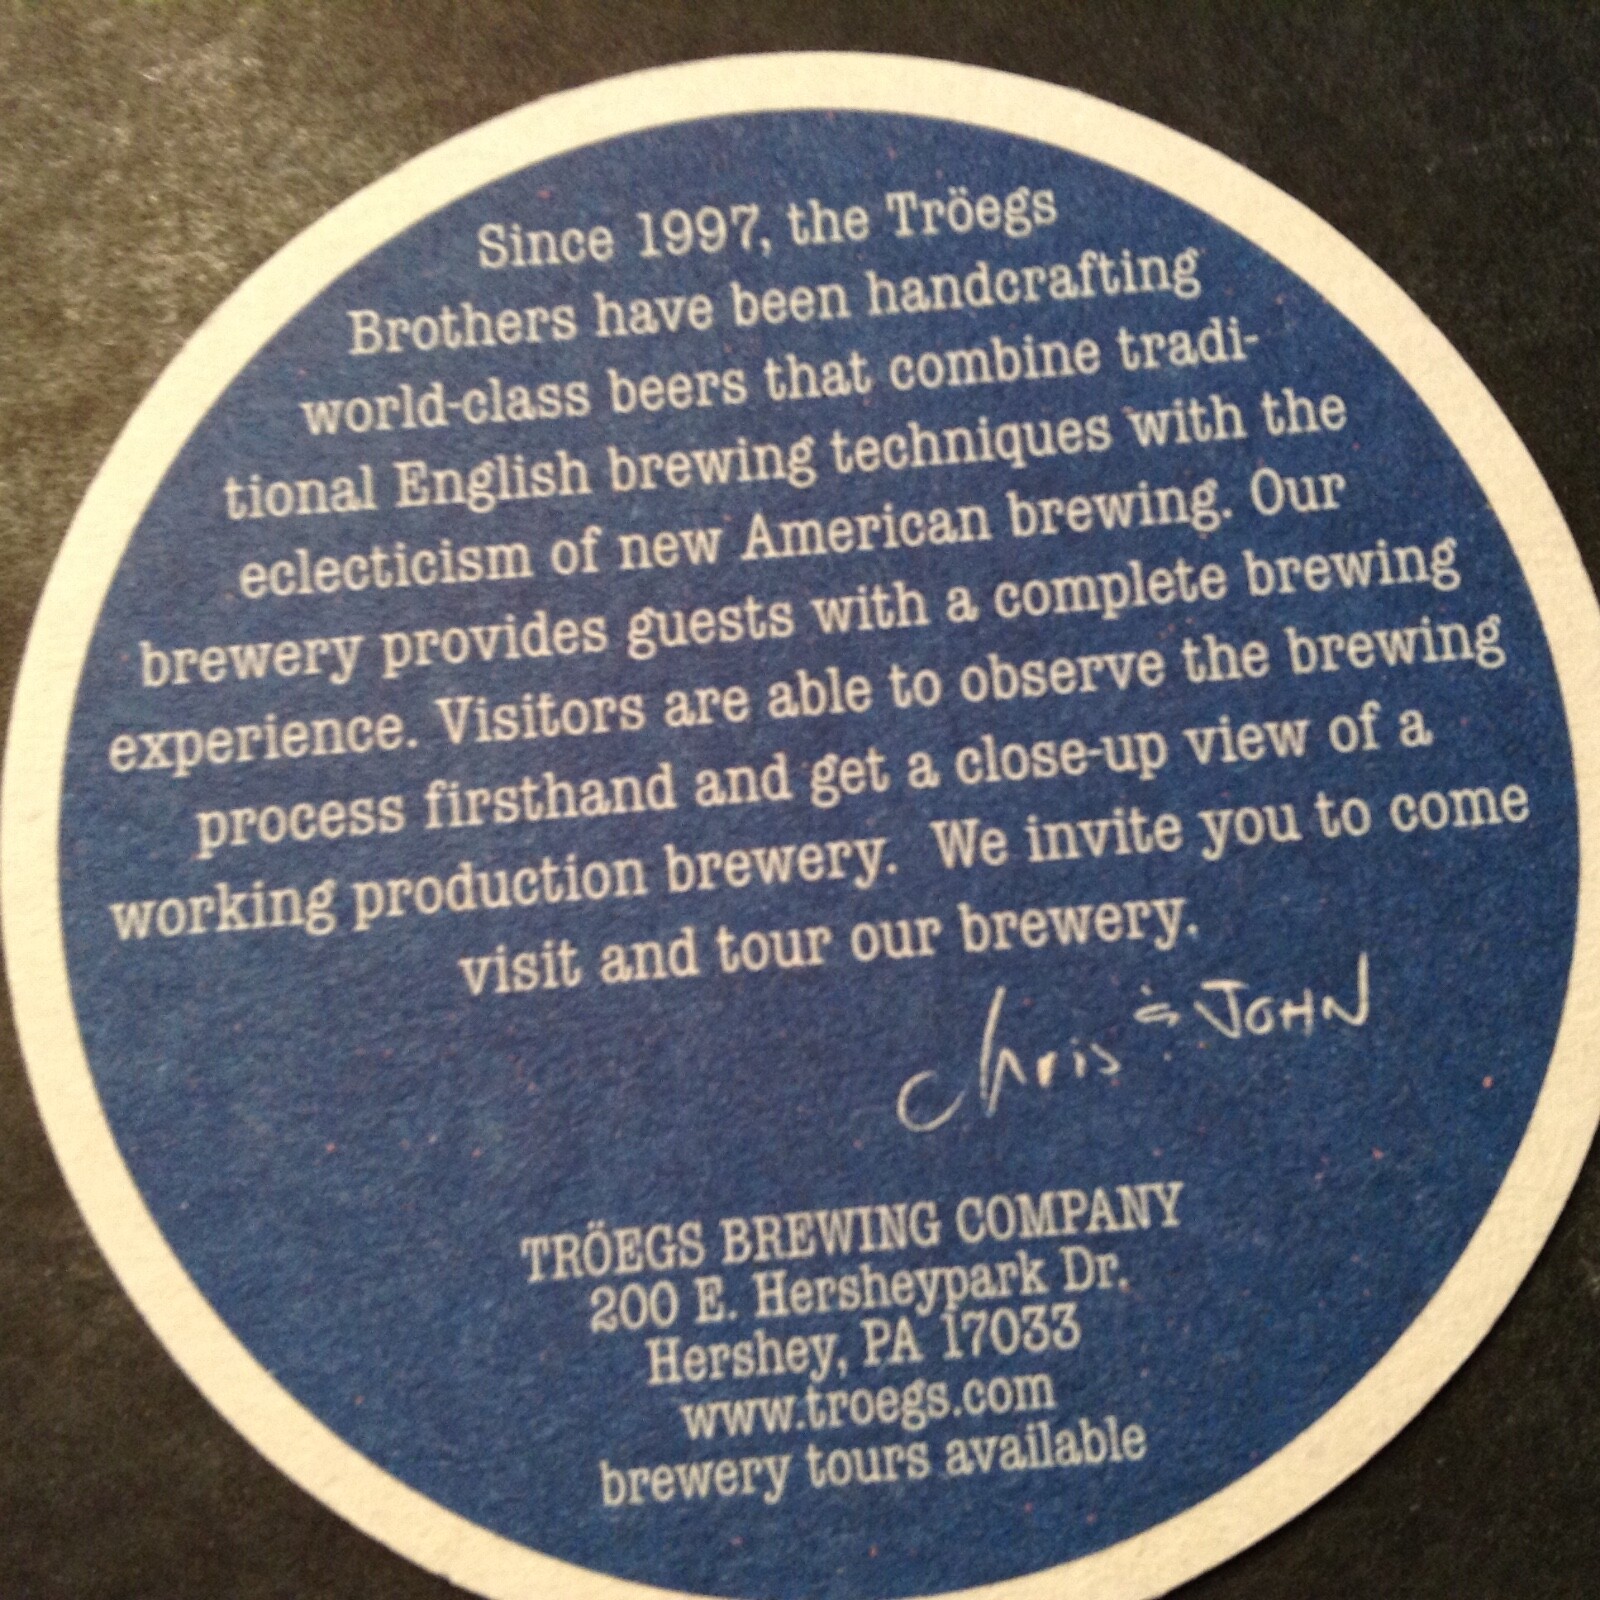 Since 1997, the Tröegs
Brothers have been handcrafting
world-class beers that combine tradi-
tional English brewing techniques with the
eclecticism of new American brewing. Our
brewery provides guests with a complete brewing
experience. Visitors are able to observe the brewing
process firsthand and get a close-up view of a
working production brewery. We invite you to come
visit and tour our brewery.
Chris & JOHN
TRÖEGS BREWING COMPANY
200 E. Hersheypark Dr.
Hershey, PA 17033
www.troegs.com
brewery tours available